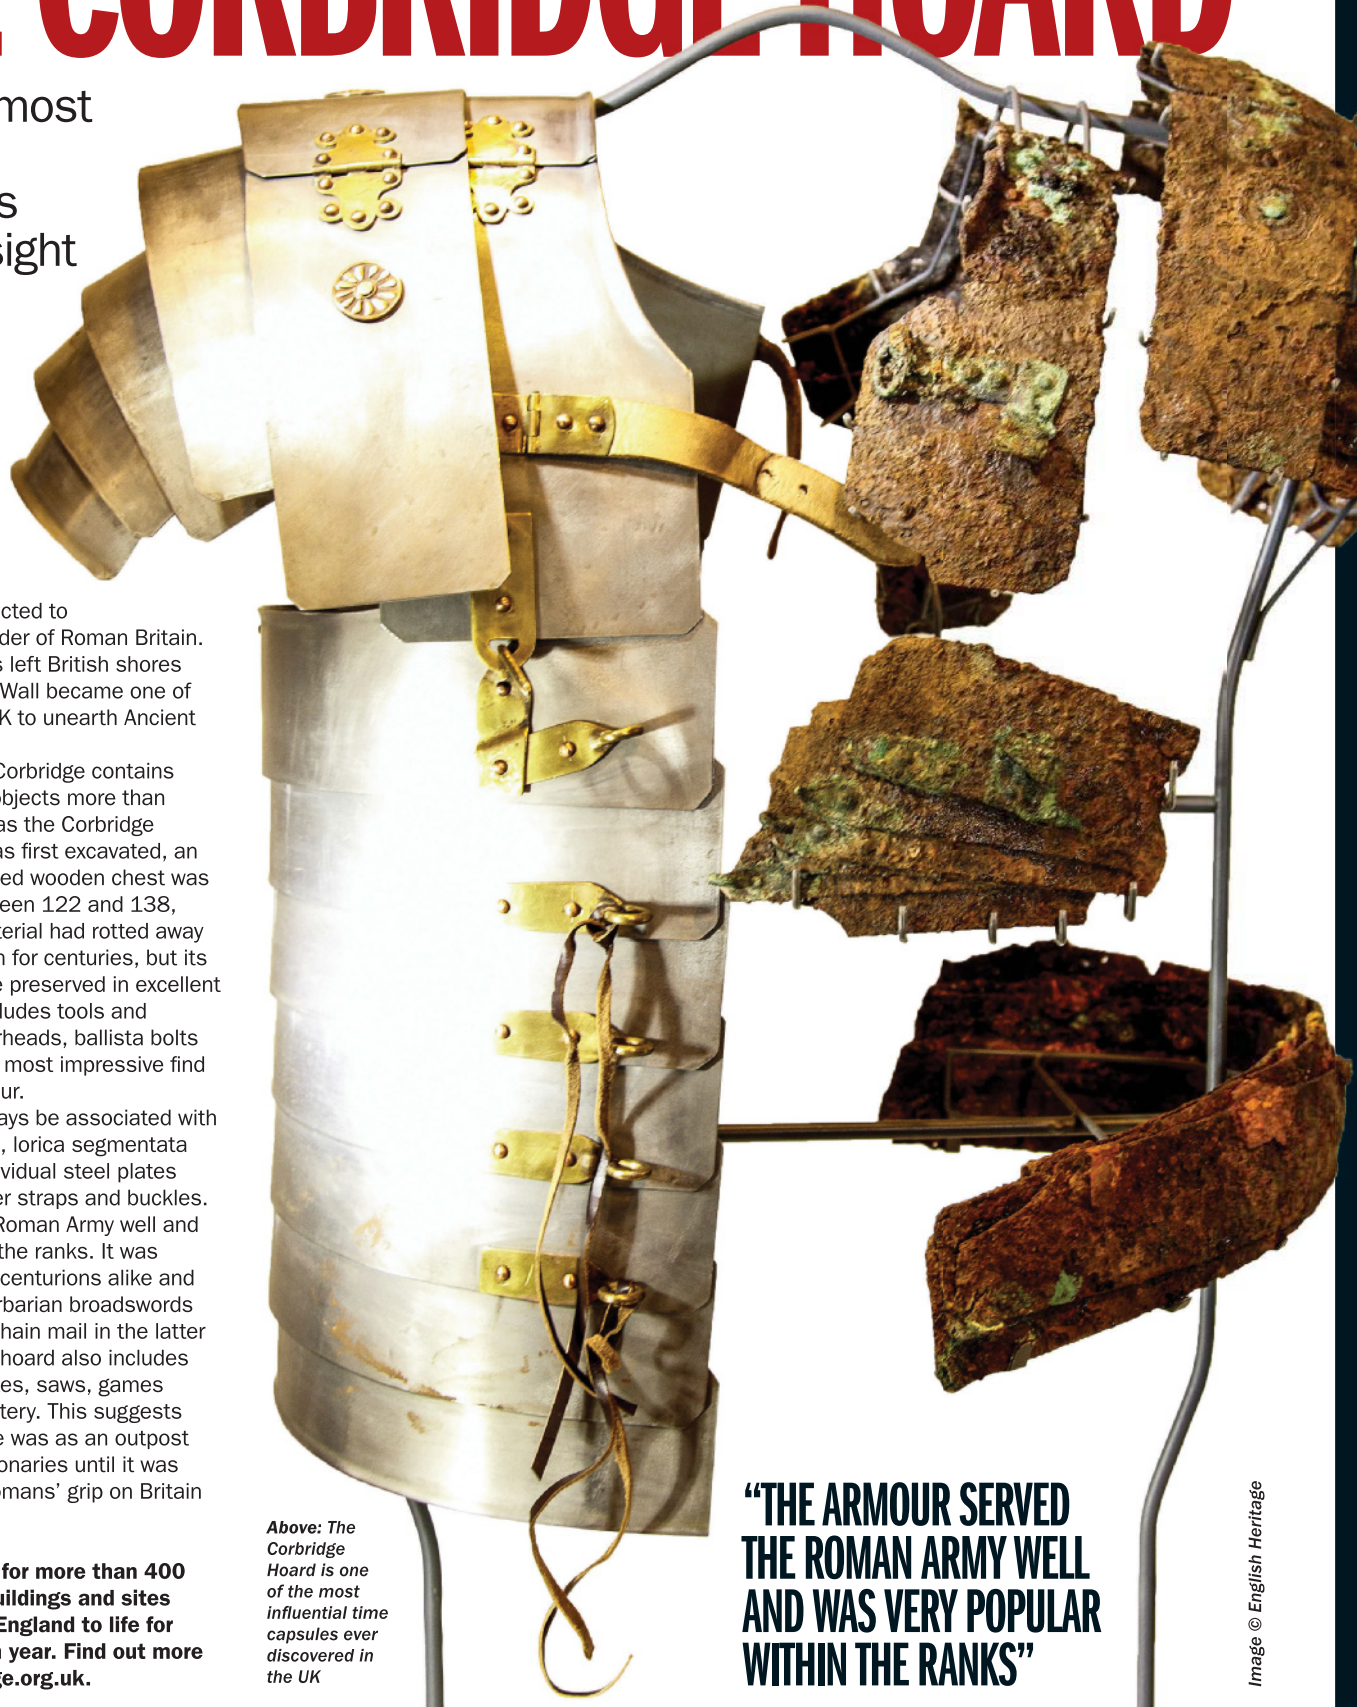 CORBRIDGE HOARD
most
s
sight
cted to
der of Roman Britain.
s left British shores
Wall became one of
K to unearth Ancient
Corbridge contains
objects more than
as the Corbridge
as first excavated, an
ed wooden chest was
een 122 and 138,
terial had rotted away
n for centuries, but its
e preserved in excellent
ludes tools and
rheads, ballista bolts
most impressive find
ur.
ays be associated with
, lorica segmentata
vidual steel plates
er straps and buckles.
Roman Army well and
the ranks. It was
centurions alike and
rbarian broadswords
hain mail in the latter
hoard also includes
es, saws, games
tery. This suggests
e was as an outpost
onaries until it was
omans’ grip on Britain
for more than 400
uildings and sites
England to life for
n year. Find out more
ge.org.uk.
Above: The
Corbridge
Hoard is one
of the most
influential time
capsules ever
discovered in
the UK
“THE ARMOUR SERVED
THE ROMAN ARMY WELL
AND WAS VERY POPULAR
WITHIN THE RANKS”
Image © English Heritage